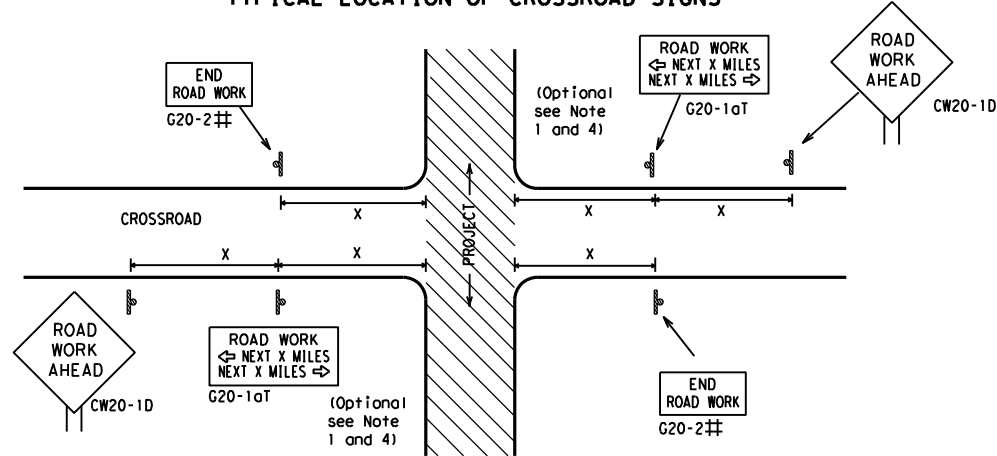 TYPICAL LOCATION OF CROSSROAD SIGNS
END
ROAD WORK
G20-2#
ROAD WORK
⇦ NEXT X MILES
NEXT X MILES ⇨
G20-1aT
(Optional
see Note
1 and 4)
ROAD
WORK
AHEAD
CW20-1D
X
X
X
CROSSROAD
PROJECT
X
X
X
ROAD
WORK
AHEAD
CW20-1D
ROAD WORK
⇦ NEXT X MILES
NEXT X MILES ⇨
G20-1aT
(Optional
see Note
1 and 4)
END
ROAD WORK
G20-2#